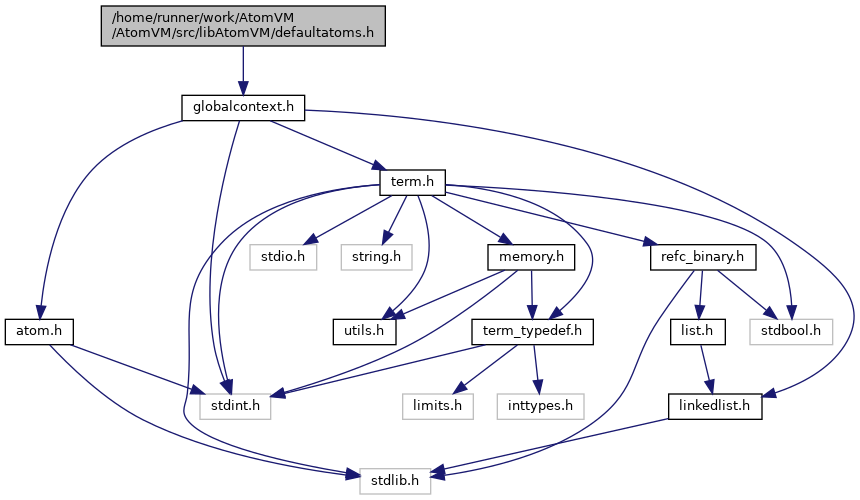 /home/runner/work/AtomVM
/AtomVM/src/libAtomVM/defaultatoms.h
globalcontext.h
term.h
stdio.h
string.h
memory.h
refc_binary.h
atom.h
utils.h
term_typedef.h
list.h
stdbool.h
stdint.h
limits.h
inttypes.h
linkedlist.h
stdlib.h